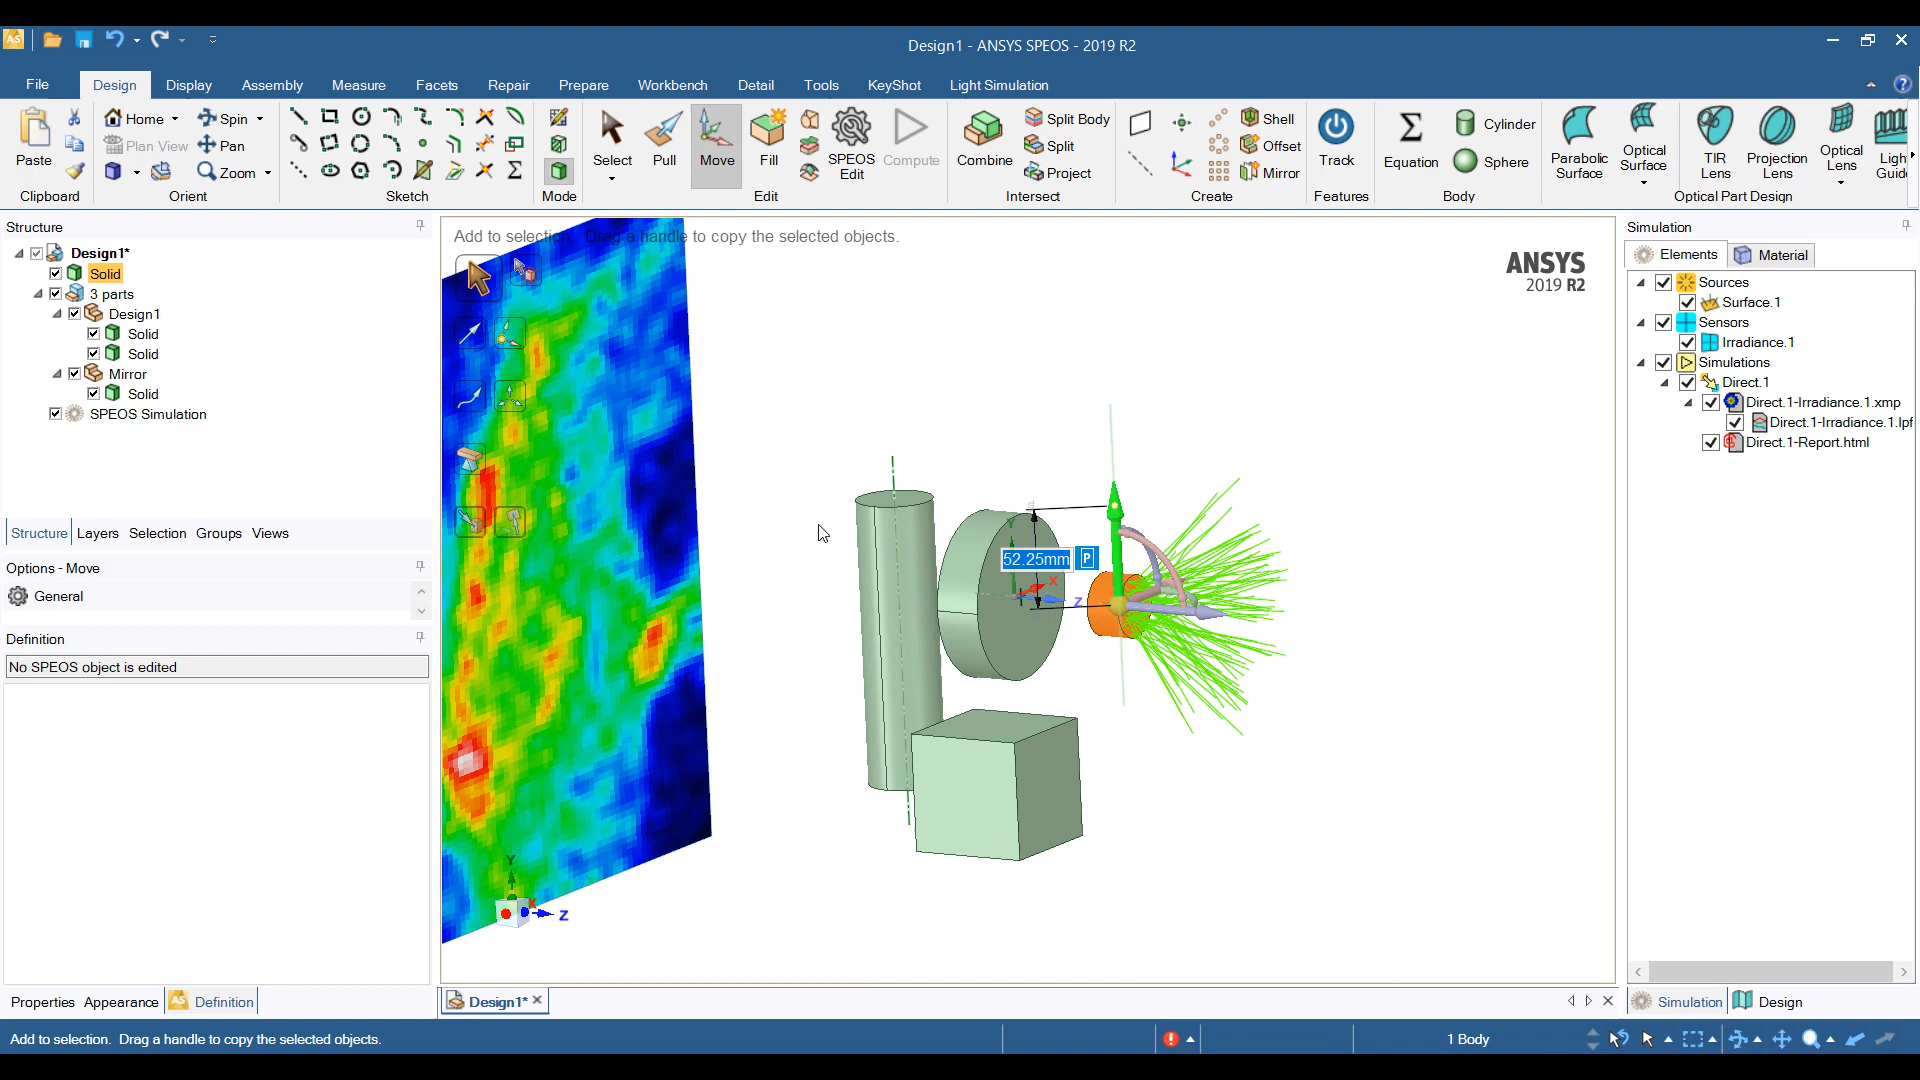 Design1 - ANSYS SPEOS - 2019 R2
File Design Display Assembly Measure Facets Repair Prepare Workbench Detail Tools KeyShot Light Simulation
Paste
Clipboard
Home Spin
Plan View Pan
Zoom
Orient
Sketch
Mode
Select Pull Move Fill SPEOS Edit Compute
Edit
Combine Split Body
Split
Project
Intersect
Shell
Offset
Mirror
Create
Track
Features
Equation Cylinder
Sphere
Body
Parabolic Surface Optical Surface TIR Lens Projection Lens Optical Lens Ligh Guid
Optical Part Design
Structure
Design1*
Solid
3 parts
Design1
Solid
Solid
Mirror
Solid
SPEOS Simulation
Structure Layers Selection Groups Views
Options - Move
General
Definition
No SPEOS object is edited
Properties Appearance Definition
Add to selection. Drag a handle to copy the selected objects.
ANSYS
2019 R2
52.25mm P
Y
X
Z
Y
X
Z
Design1*
Simulation
Elements Material
Sources
Surface.1
Sensors
Irradiance.1
Simulations
Direct.1
Direct.1-Irradiance.1.xmp
Direct.1-Irradiance.1.lpf
Direct.1-Report.html
Simulation Design
Add to selection. Drag a handle to copy the selected objects.
1 Body